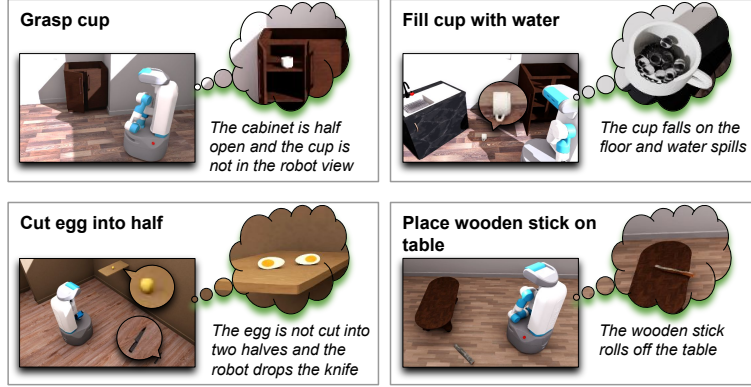 Grasp cup
The cabinet is half
open and the cup is
not in the robot view
Fill cup with water
The cup falls on the
floor and water spills
Cut egg into half
The egg is not cut into
two halves and the
robot drops the knife
Place wooden stick on
table
The wooden stick
rolls off the table